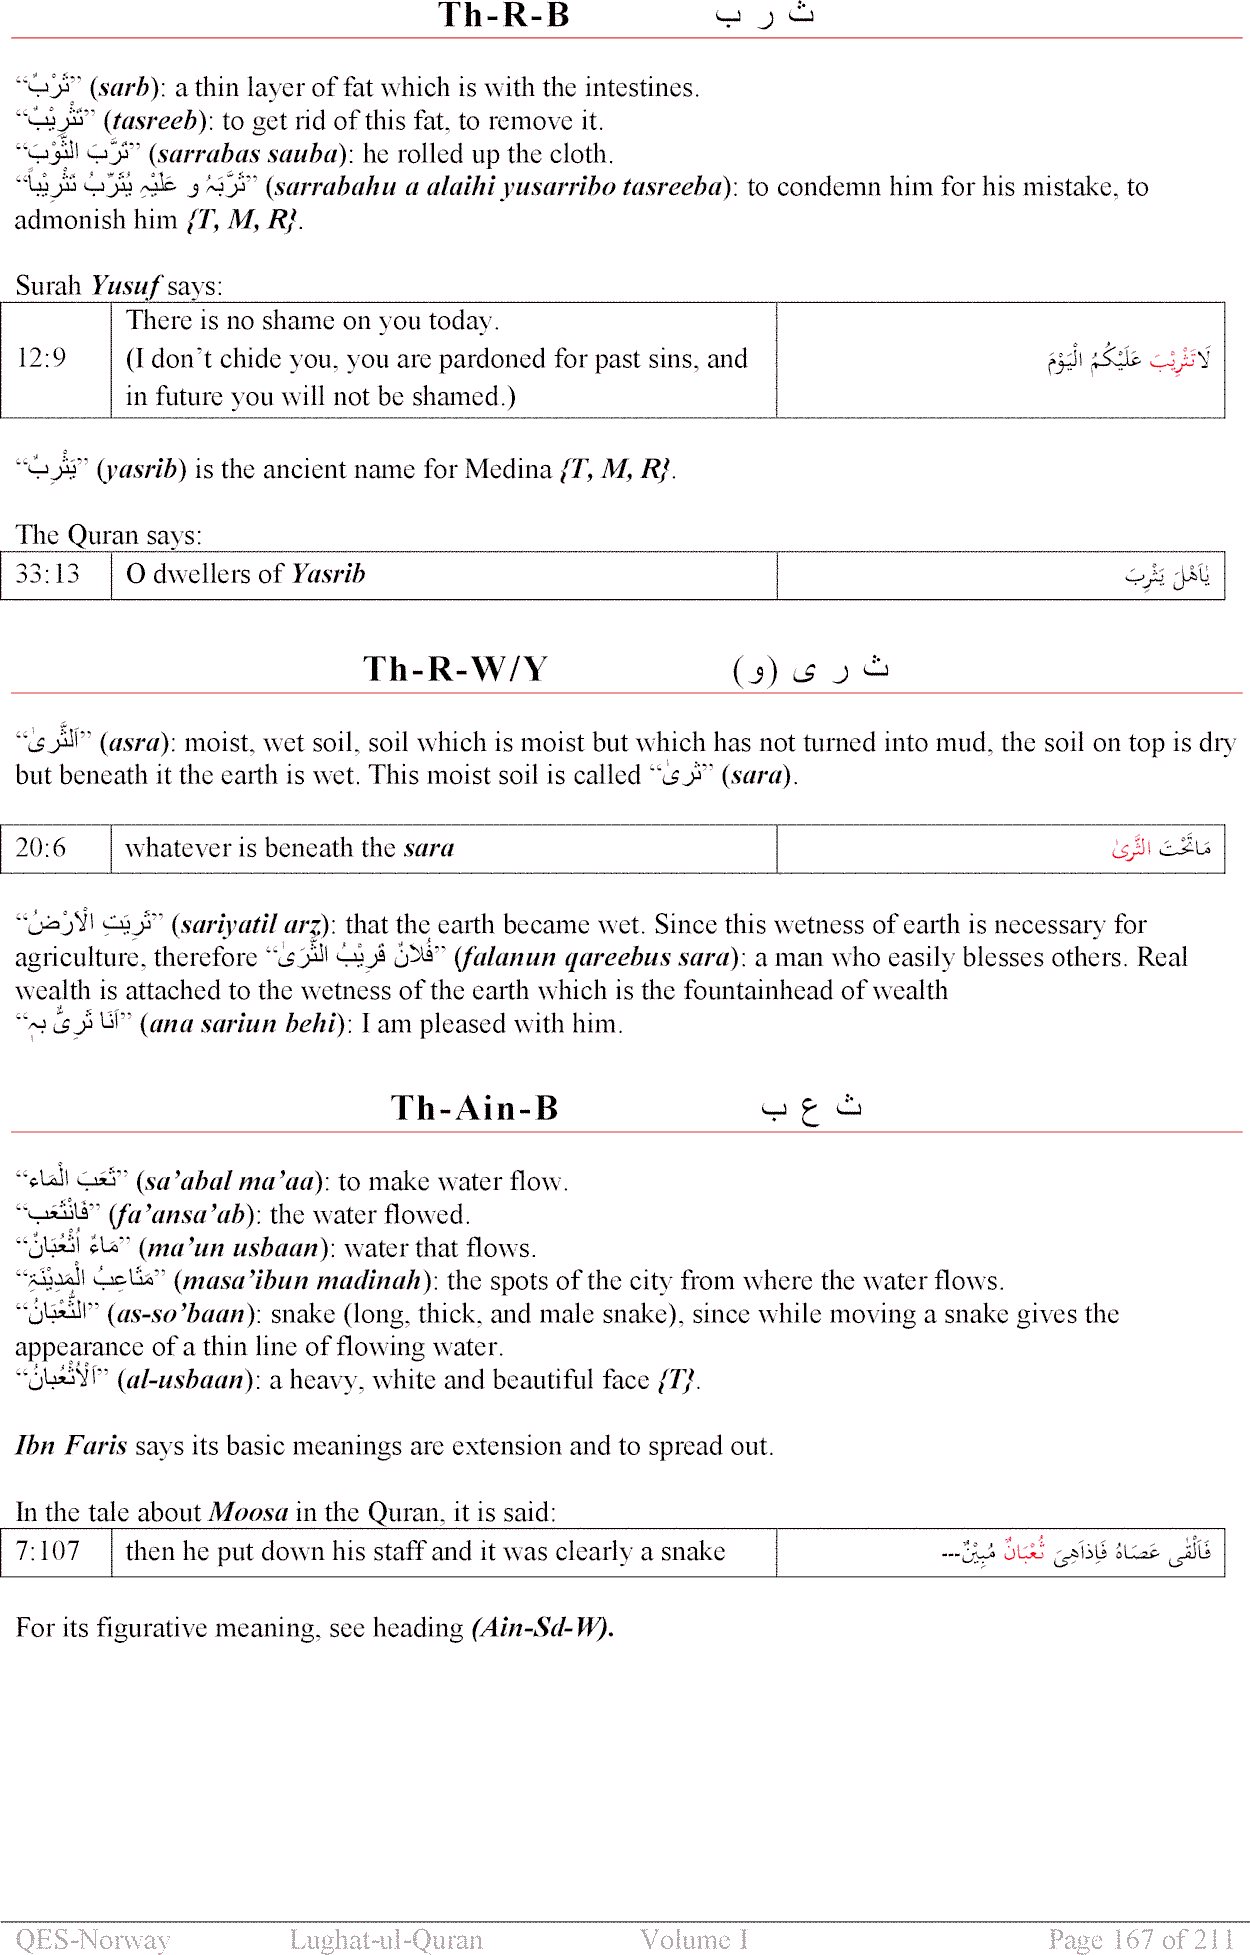 Th-R-B ث ر ب
“ثَرْبٌ” (sarb): a thin layer of fat which is with the intestines.
“تَثْرِيْبٌ” (tasreeb): to get rid of this fat, to remove it.
“ثَرَّبَ الثَّوْبَ” (sarrabas sauba): he rolled up the cloth.
“ثَرَّبَہُ و عَلَيْہِ يُثَرِّبُ تَثْرِيْباً” (sarrabahu a alaihi yusarribo tasreeba): to condemn him for his mistake, to
admonish him {T, M, R}.
Surah Yusuf says:
12:9 There is no shame on you today.
(I don’t chide you, you are pardoned for past sins, and
in future you will not be shamed.)
لَاتَثْرِيْبَ عَلَيْكُمُ الْيَوْمَ
“يَثْرِبٌ” (yasrib) is the ancient name for Medina {T, M, R}.
The Quran says:
33:13 O dwellers of Yasrib يٰاَهْلَ يَثْرِبَ
Th-R-W/Y ث ر ى (و)
“اَلثَّرىٰ” (asra): moist, wet soil, soil which is moist but which has not turned into mud, the soil on top is dry
but beneath it the earth is wet. This moist soil is called “ثَرىٰ” (sara).
20:6 whatever is beneath the sara مَاتَحْتَ الثَّرىٰ
“ثَرِيَتِ الْاَرْضُ” (sariyatil arẓ): that the earth became wet. Since this wetness of earth is necessary for
agriculture, therefore “فُلَانٌ قَرِيْبُ الثَّرَىٰ” (falanun qareebus sara): a man who easily blesses others. Real
wealth is attached to the wetness of the earth which is the fountainhead of wealth
“اَنَا ثَرِىٌّ بہٖ” (ana sariun behi): I am pleased with him.
Th-Ain-B ث ع ب
“ثَعَبَ الْمَاء” (sa’abal ma’aa): to make water flow.
“فَانْثَعَب” (fa’ansa’ab): the water flowed.
“مَاءٌ اُثْعُبَانٌ” (ma’un usbaan): water that flows.
“مَثَاعِبُ الْمَدِيْنَۃِ” (masa’ibun madinah): the spots of the city from where the water flows.
“الثُّعْبَانُ” (as-so’baan): snake (long, thick, and male snake), since while moving a snake gives the
appearance of a thin line of flowing water.
“اَلْاُثْعُبانُ” (al-usbaan): a heavy, white and beautiful face {T}.
Ibn Faris says its basic meanings are extension and to spread out.
In the tale about Moosa in the Quran, it is said:
7:107 then he put down his staff and it was clearly a snake فَاَلْقٰى عَصَاهُ فَاِذاَهِىَ ثُعْبَانٌ مُبِيْنٌ---
For its figurative meaning, see heading (Ain-Sd-W).
QES-Norway Lughat-ul-Quran Volume I Page 167 of 211